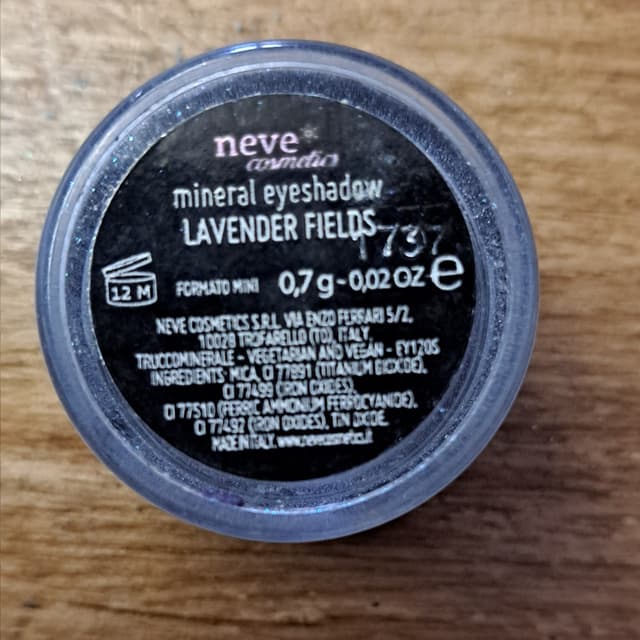 neve
cosmetics
mineral eyeshadow
LAVENDER FIELDS
1737
12 M
FORMATO MINI 0,7 g - 0,02 OZ e
NEVE COSMETICS S.R.L. VIA ENZO FERRARI 5/2,
10028 TROFARELLO (TO), ITALY
TRUCCOMINERALE - VEGETARIAN AND VEGAN - EY120S
INGREDIENTS: MICA, CI 77891 (TITANIUM DIOXIDE),
CI 77499 (IRON OXIDES),
CI 77510 (FERRIC AMMONIUM FERROCYANIDE),
CI 77492 (IRON OXIDES), TIN OXIDE.
MADE IN ITALY. www.nevecosmetics.it